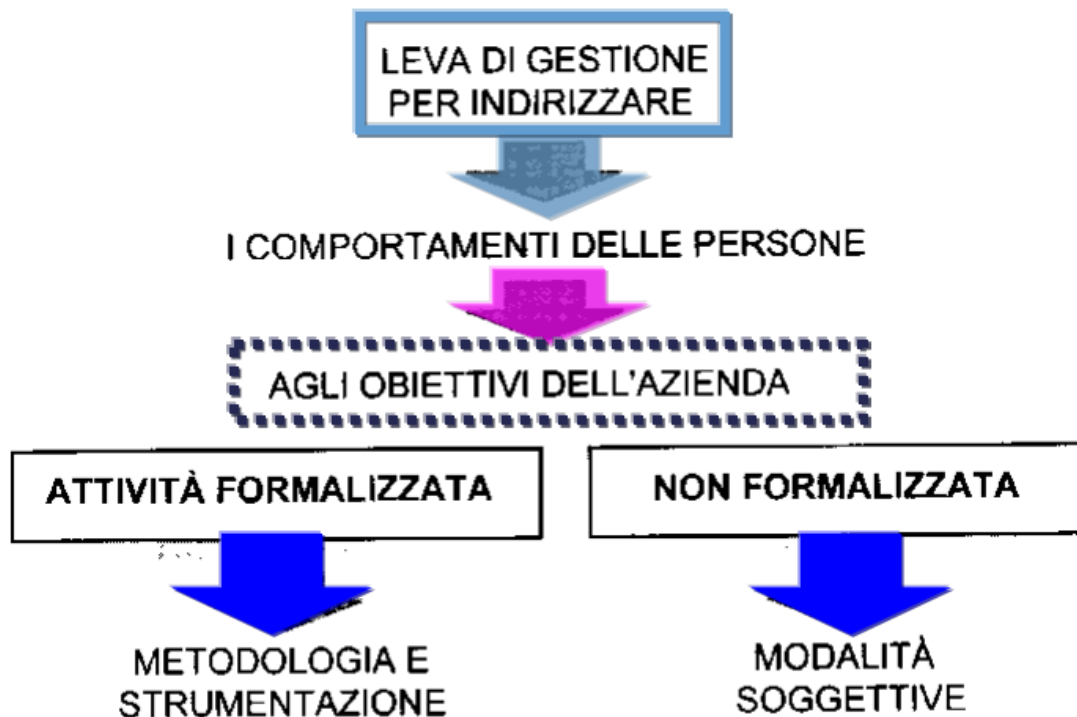 LEVA DI GESTIONE
PER INDIRIZZARE
I COMPORTAMENTI DELLE PERSONE
AGLI OBIETTIVI DELL'AZIENDA
ATTIVITÀ FORMALIZZATA
NON FORMALIZZATA
METODOLOGIA E
STRUMENTAZIONE
MODALITÀ
SOGGETTIVE